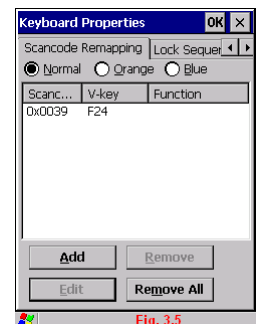 Keyboard Properties OK ×
Scancode Remapping Lock Sequer
Normal Orange Blue
Scanc... V-key Function
0x0039 F24
Add Remove
Edit Remove All
Fig. 3.5